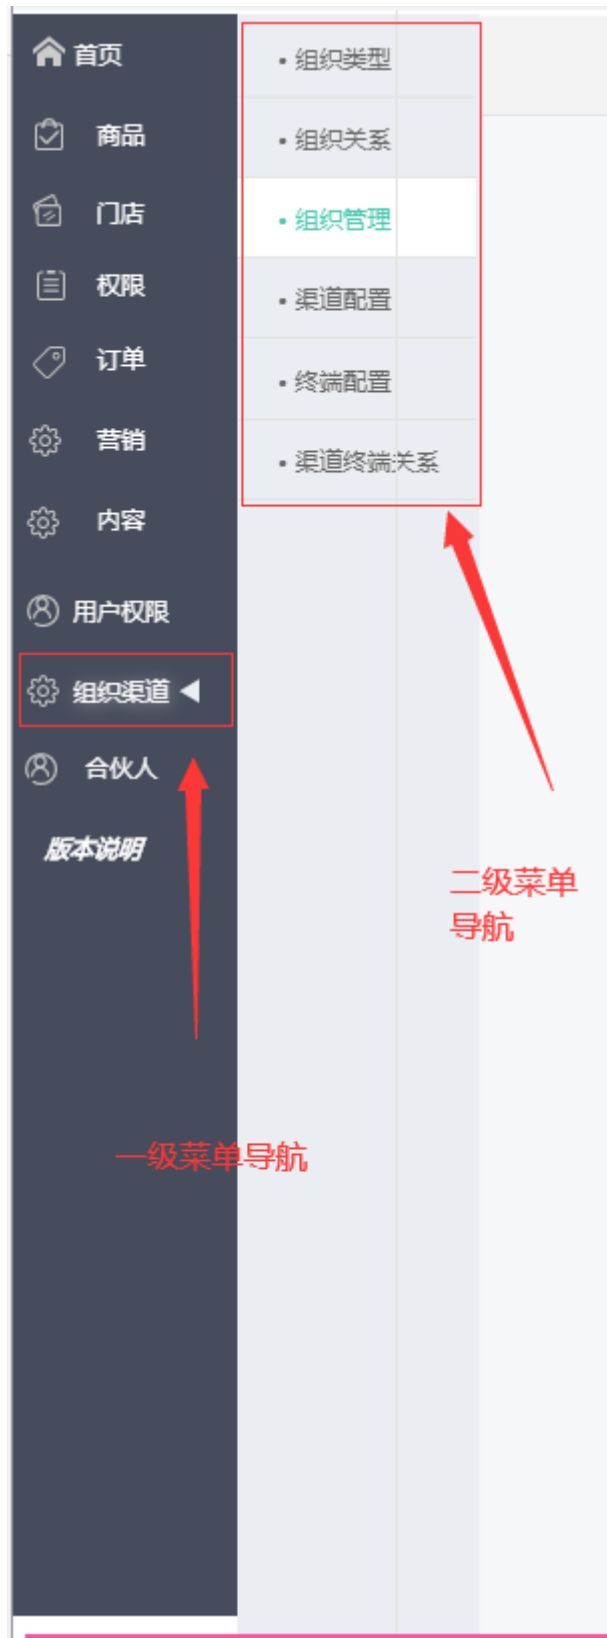 首页
商品
门店
权限
订单
营销
内容
用户权限
组织渠道
合伙人
版本说明
• 组织类型
• 组织关系
• 组织管理
• 渠道配置
• 终端配置
• 渠道终端关系
二级菜单
导航
一级菜单导航